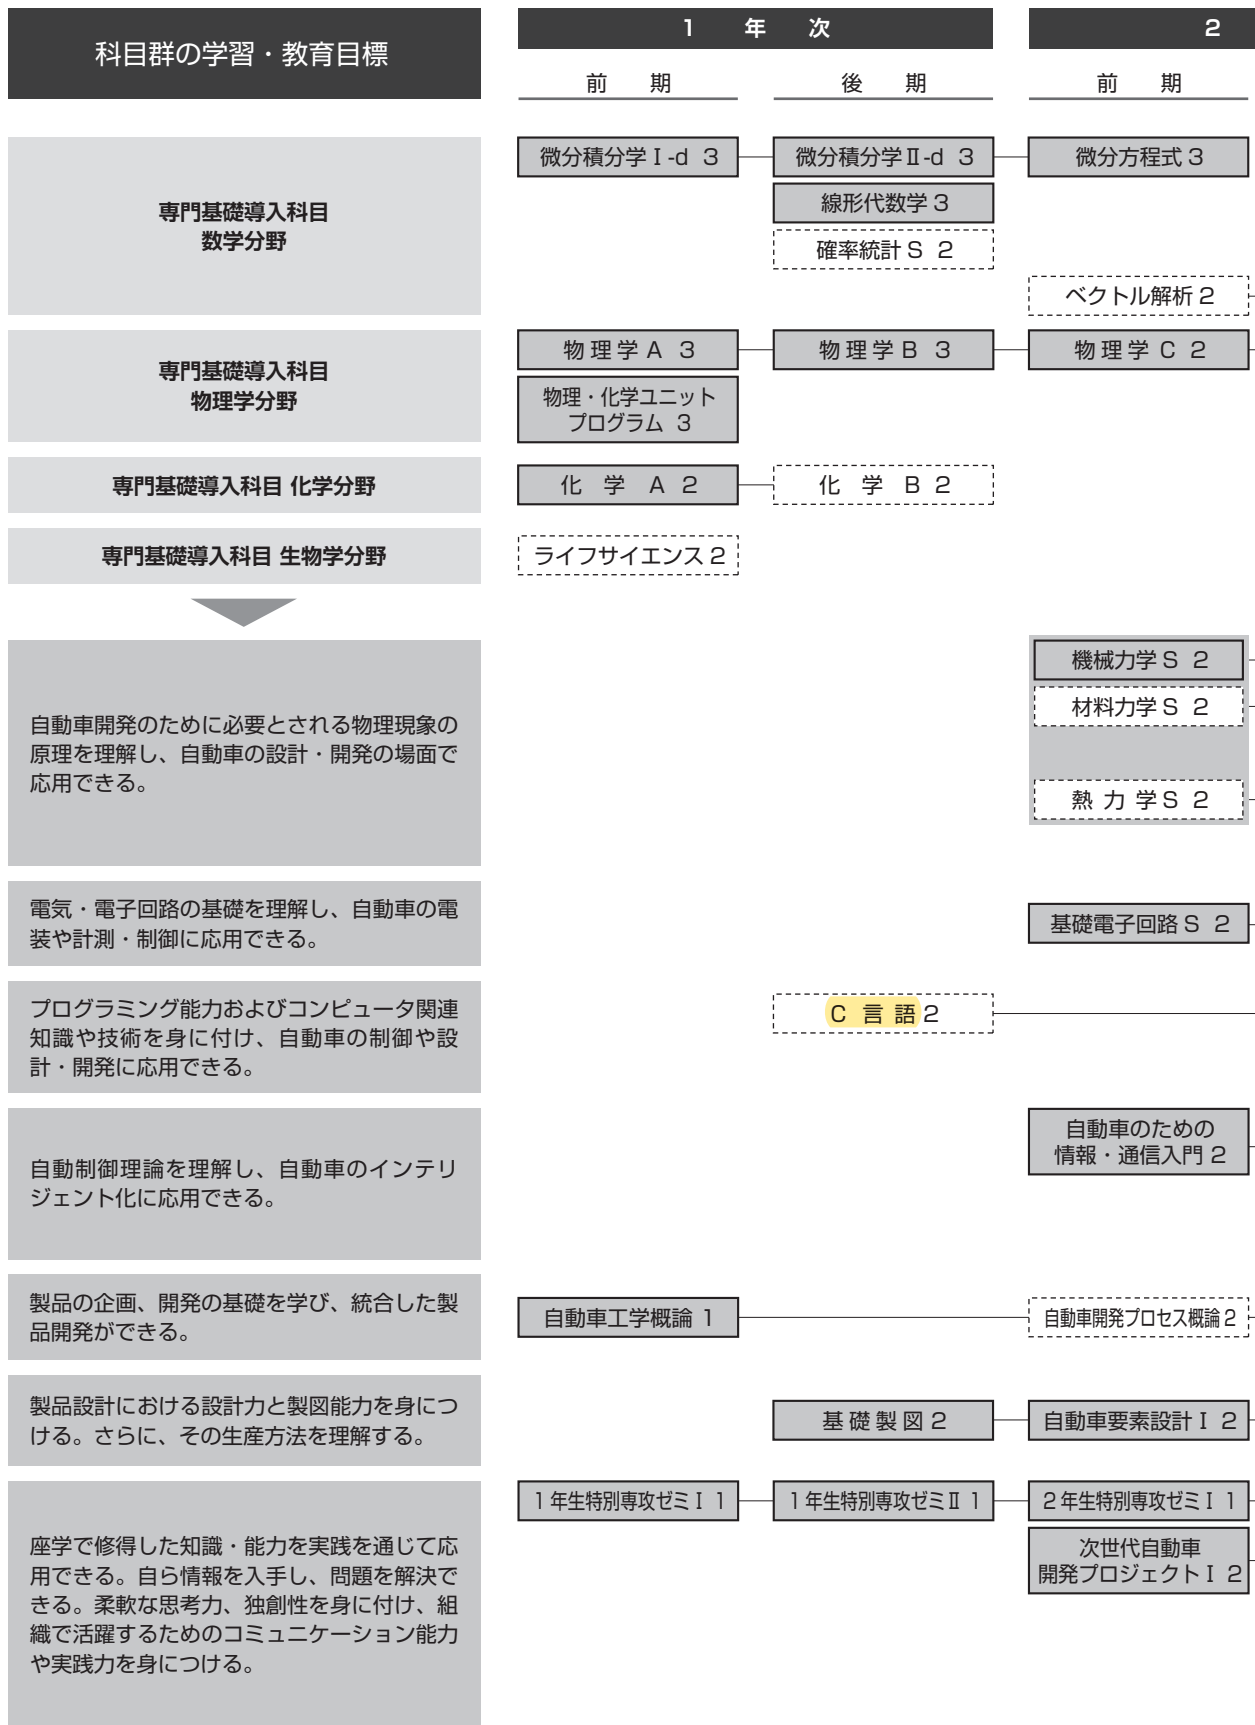 科目群の学習・教育目標
1 年 次
2
前 期
後 期
前 期
専門基礎導入科目
数学分野
微分積分学Ⅰ-d 3
微分積分学Ⅱ-d 3
微分方程式 3
線形代数学 3
確率統計 S 2
ベクトル解析 2
専門基礎導入科目
物理学分野
物理学 A 3
物理学 B 3
物理学 C 2
物理・化学ユニット
プログラム 3
専門基礎導入科目 化学分野
化 学 A 2
化 学 B 2
専門基礎導入科目 生物学分野
ライフサイエンス 2
自動車開発のために必要とされる物理現象の
原理を理解し、自動車の設計・開発の場面で
応用できる。
機械力学 S 2
材料力学 S 2
熱力学 S 2
電気・電子回路の基礎を理解し、自動車の電
装や計測・制御に応用できる。
基礎電子回路 S 2
プログラミング能力およびコンピュータ関連
知識や技術を身に付け、自動車の制御や設
計・開発に応用できる。
C 言語 2
自動制御理論を理解し、自動車のインテリ
ジェント化に応用できる。
自動車のための
情報・通信入門 2
製品の企画、開発の基礎を学び、統合した製
品開発ができる。
自動車工学概論 1
自動車開発プロセス概論 2
製品設計における設計力と製図能力を身につ
ける。さらに、その生産方法を理解する。
基礎製図 2
自動車要素設計Ⅰ 2
座学で修得した知識・能力を実践を通じて応
用できる。自ら情報を入手し、問題を解決で
きる。柔軟な思考力、独創性を身に付け、組
織で活躍するためのコミュニケーション能力
や実践力を身につける。
1年生特別専攻ゼミⅠ 1
1年生特別専攻ゼミⅡ 1
2年生特別専攻ゼミⅠ 1
次世代自動車
開発プロジェクトⅠ 2